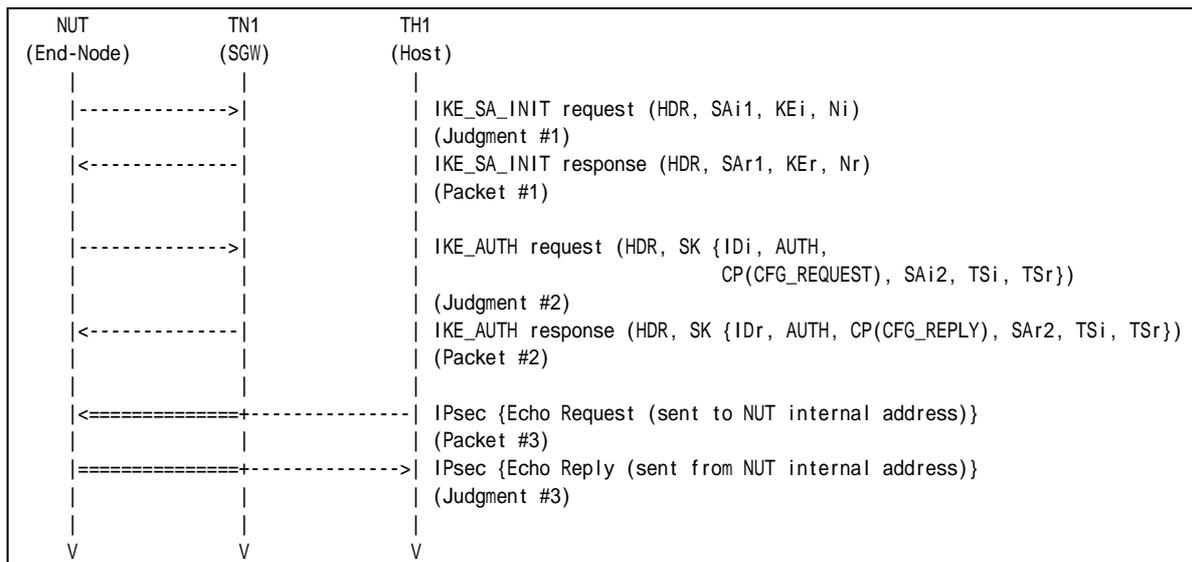 NUT TN1 TH1
(End-Node) (SGW) (Host)
| | |
|-------------->| | IKE_SA_INIT request (HDR, SAi1, KEi, Ni)
| | | (Judgment #1)
|<--------------| | IKE_SA_INIT response (HDR, SAr1, KEr, Nr)
| | | (Packet #1)
| | |
|-------------->| | IKE_AUTH request (HDR, SK {IDi, AUTH,
| | | CP(CFG_REQUEST), SAi2, TSi, TSr})
| | | (Judgment #2)
|<--------------| | IKE_AUTH response (HDR, SK {IDr, AUTH, CP(CFG_REPLY), SAr2, TSi, TSr})
| | | (Packet #2)
| | |
|<==============+---------------| IPsec {Echo Request (sent to NUT internal address)}
| | | (Packet #3)
|===============+-------------->| IPsec {Echo Reply (sent from NUT internal address)}
| | | (Judgment #3)
| | |
V V V